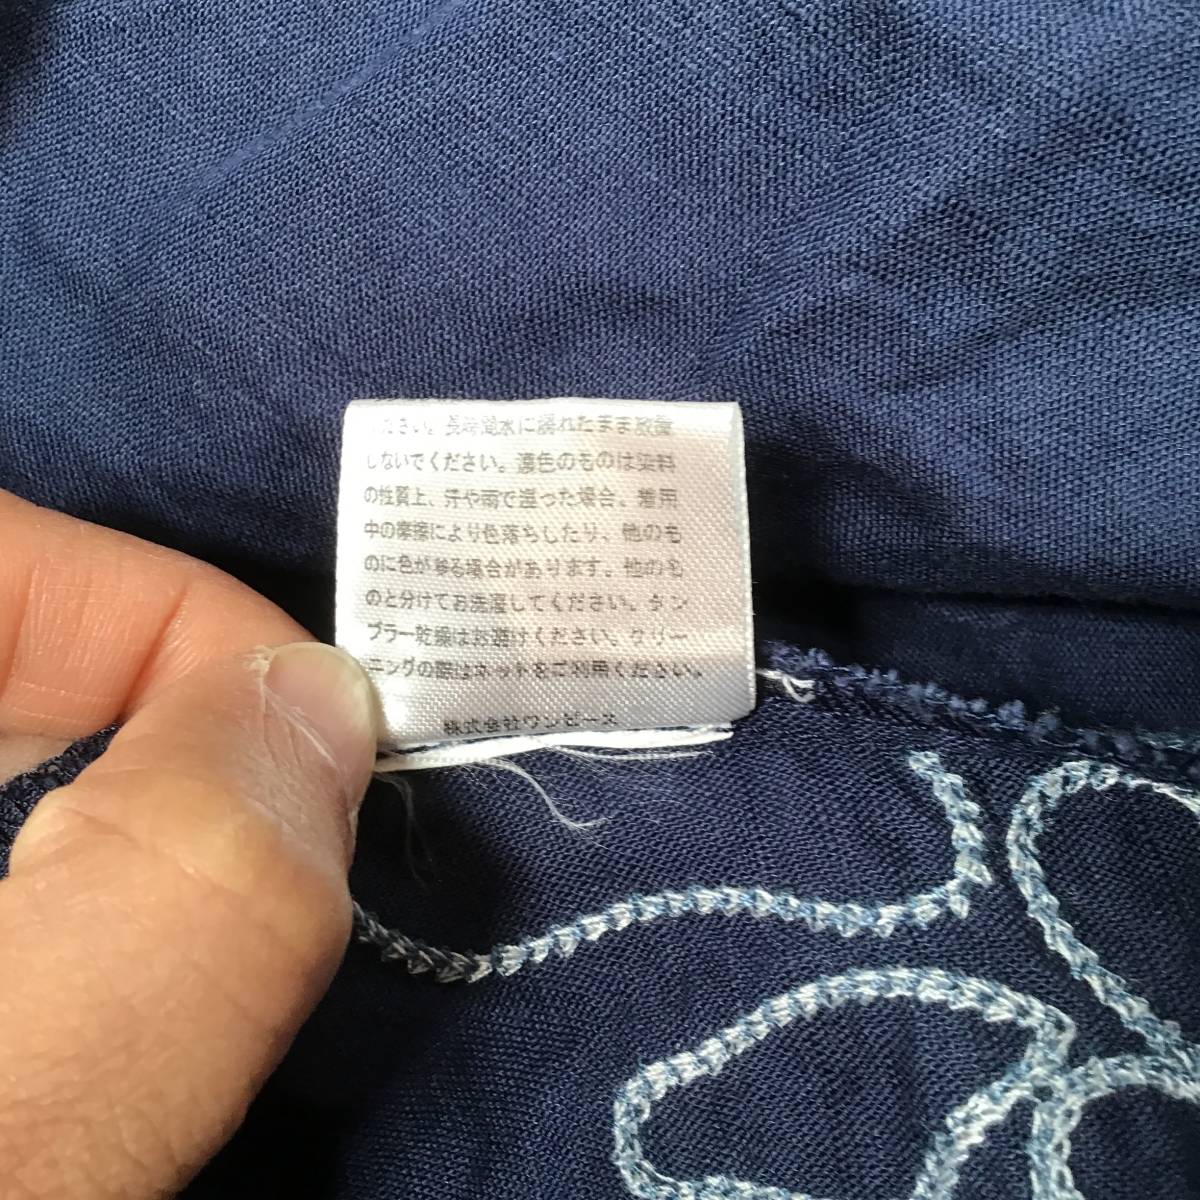 ください。長時間水に濡れたまま放置
しないでください。濃色のものは染料
の性質上、汗や雨で湿った場合、着用
中の摩擦により色落ちしたり、他のも
のに色が移る場合があります。他のも
のと分けてお洗濯してください。タン
ブラー乾燥はお避けください。クリー
ニングの際はネットをご利用ください。
株式会社ワンピース